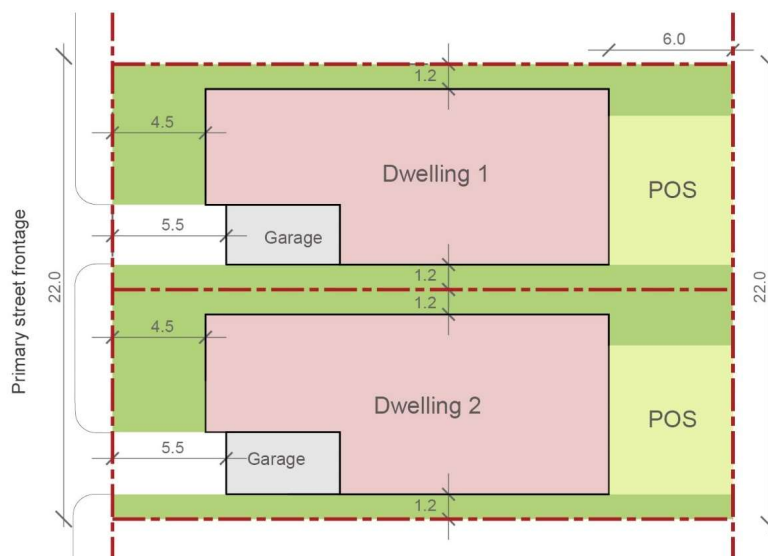 6.0
1.2
4.5
Dwelling 1
POS
5.5
Garage
Primary street frontage
22.0
1.2
22.0
1.2
4.5
Dwelling 2
POS
5.5
Garage
1.2